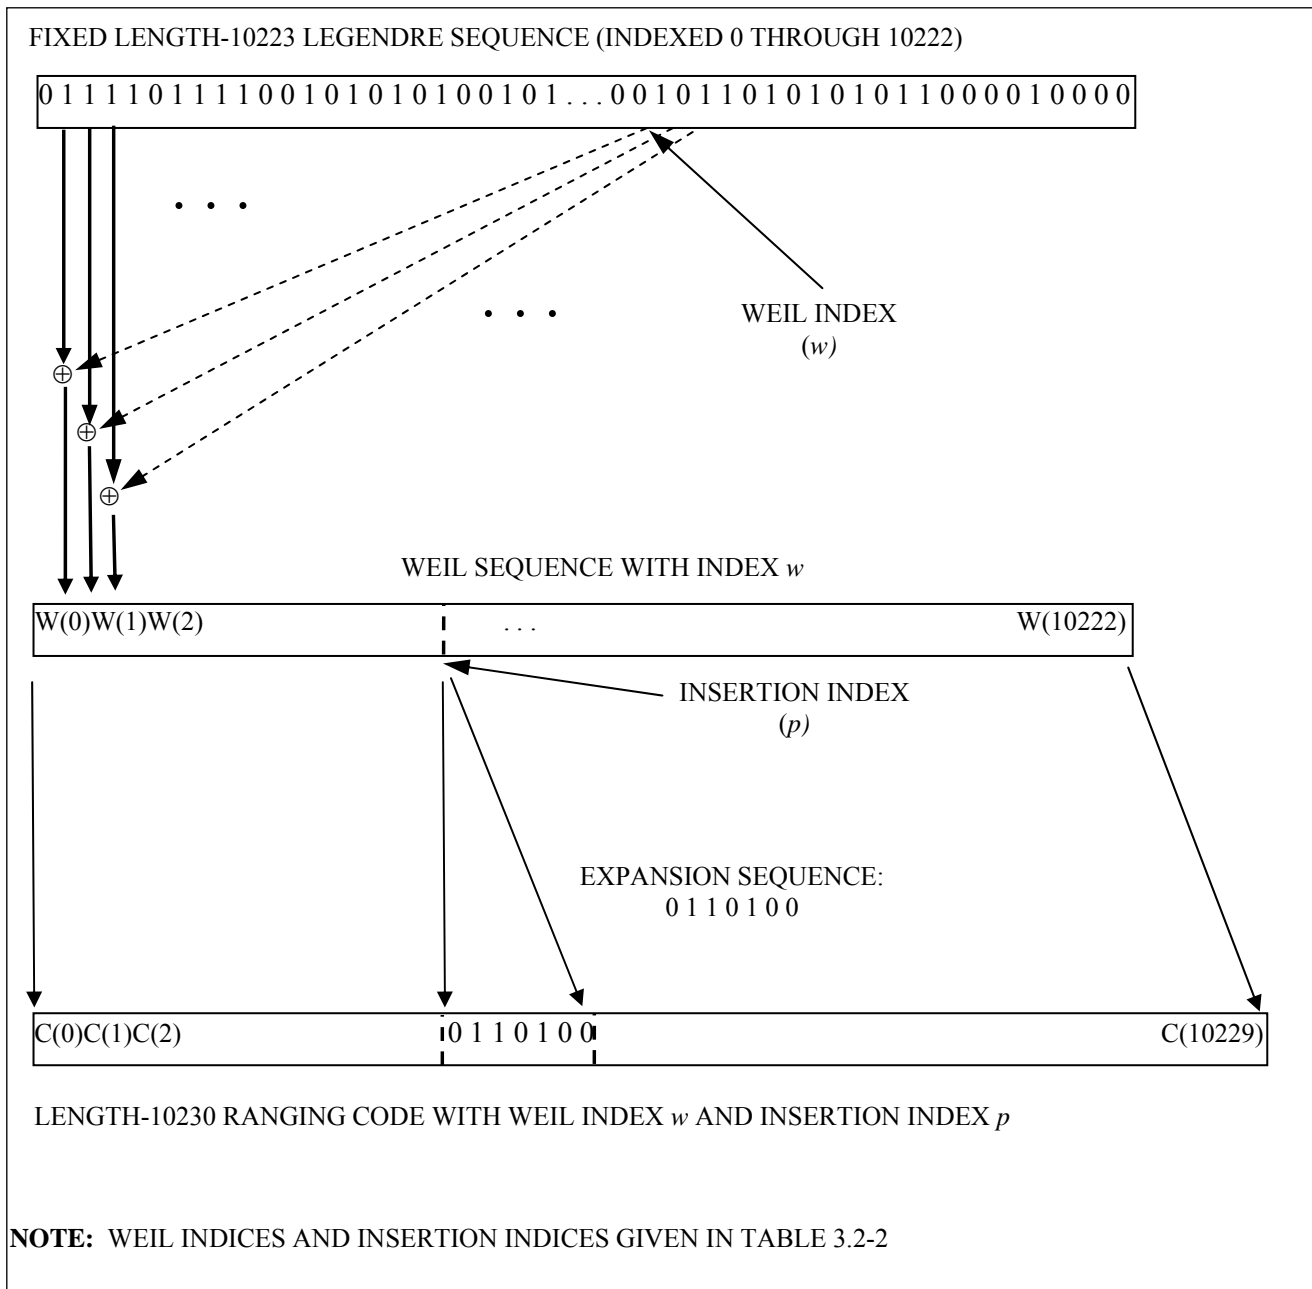 FIXED LENGTH-10223 LEGENDRE SEQUENCE (INDEXED 0 THROUGH 10222)
0 1 1 1 1 0 1 1 1 1 0 0 1 0 1 0 1 0 1 0 0 1 0 1 . . . 0 0 1 0 1 1 0 1 0 1 0 1 0 1 1 0 0 0 0 1 0 0 0 0
. . .
. . .
WEIL INDEX
(w)
⊕
⊕
⊕
WEIL SEQUENCE WITH INDEX w
W(0)W(1)W(2) . . . W(10222)
INSERTION INDEX
(p)
EXPANSION SEQUENCE:
0 1 1 0 1 0 0
C(0)C(1)C(2) 0 1 1 0 1 0 0 C(10229)
LENGTH-10230 RANGING CODE WITH WEIL INDEX w AND INSERTION INDEX p
NOTE: WEIL INDICES AND INSERTION INDICES GIVEN IN TABLE 3.2-2